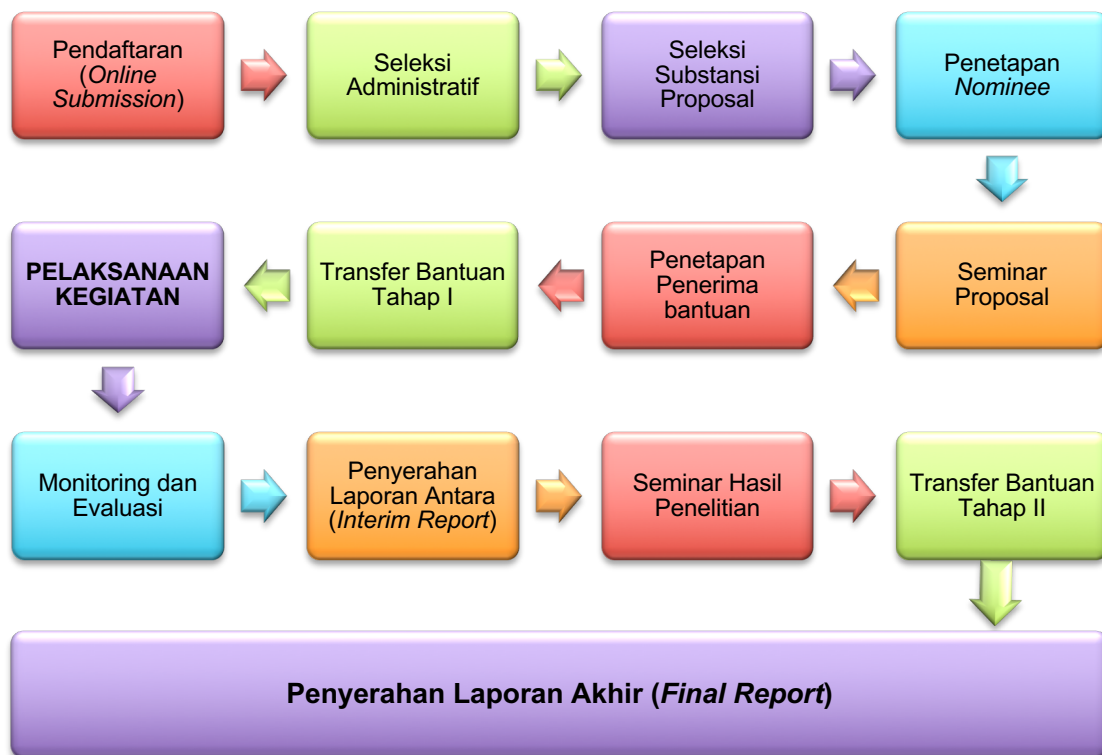 Pendaftaran
(Online
Submission)
Seleksi
Administratif
Seleksi
Substansi
Proposal
Penetapan
Nominee
Seminar
Proposal
Penetapan
Penerima
bantuan
Transfer Bantuan
Tahap I
PELAKSANAAN
KEGIATAN
Monitoring dan
Evaluasi
Penyerahan
Laporan Antara
(Interim Report)
Seminar Hasil
Penelitian
Transfer Bantuan
Tahap II
Penyerahan Laporan Akhir (Final Report)